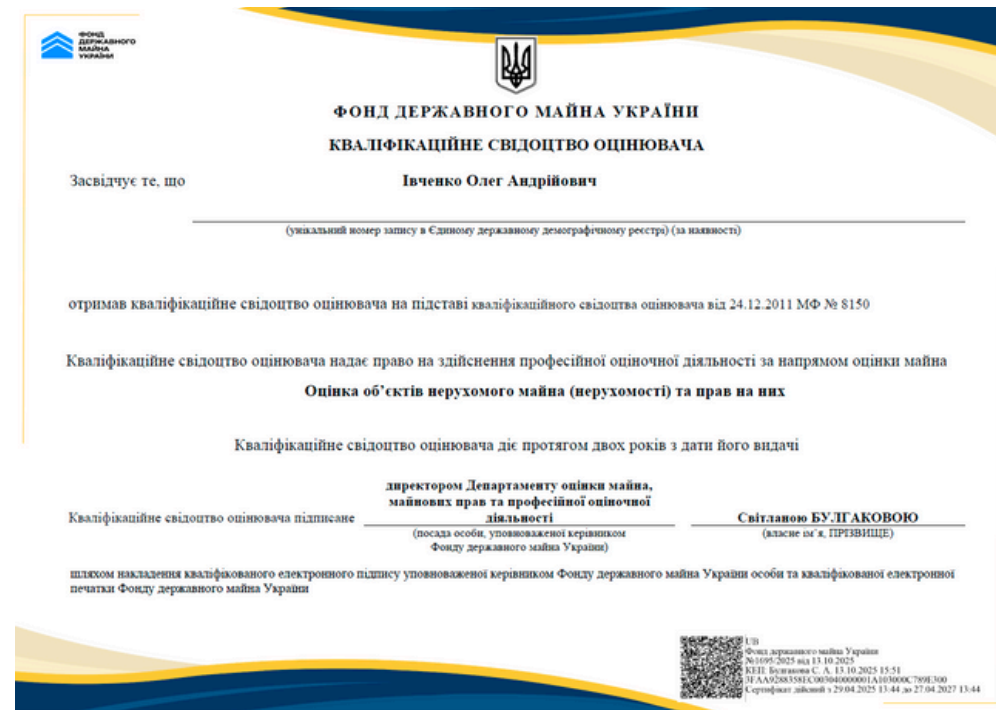 ФОНД
ДЕРЖАВНОГО
МАЙНА
УКРАЇНИ
ФОНД ДЕРЖАВНОГО МАЙНА УКРАЇНИ
КВАЛІФІКАЦІЙНЕ СВІДОЦТВО ОЦІНЮВАЧА
Засвідчує те, що Івченко Олег Андрійович
(унікальний номер запису в Єдиному державному демографічному реєстрі) (за наявності)
отримав кваліфікаційне свідоцтво оцінювача на підставі кваліфікаційного свідоцтва оцінювача від 24.12.2011 МФ № 8150
Кваліфікаційне свідоцтво оцінювача надає право на здійснення професійної оціночної діяльності за напрямом оцінки майна
Оцінка об’єктів нерухомого майна (нерухомості) та прав на них
Кваліфікаційне свідоцтво оцінювача діє протягом двох років з дати його видачі
директором Департаменту оцінки майна,
майнових прав та професійної оціночної
Кваліфікаційне свідоцтво оцінювача підписане діяльності Світланою БУЛГАКОВОЮ
(посада особи, уповноваженої керівником (власне ім’я, ПРІЗВИЩЕ)
Фонду державного майна України)
шляхом накладення кваліфікованого електронного підпису уповноваженої керівником Фонду державного майна України особи та кваліфікованої електронної
печатки Фонду державного майна України
UB
Фонд державного майна України
№1695/2025 від 13.10.2025
КЕП: Булгакова С. А. 13.10.2025 15:51
3FAA9288358EC003040000001A103000C789E300
Сертифікат дійсний з 29.04.2025 13:44 до 27.04.2027 13:44